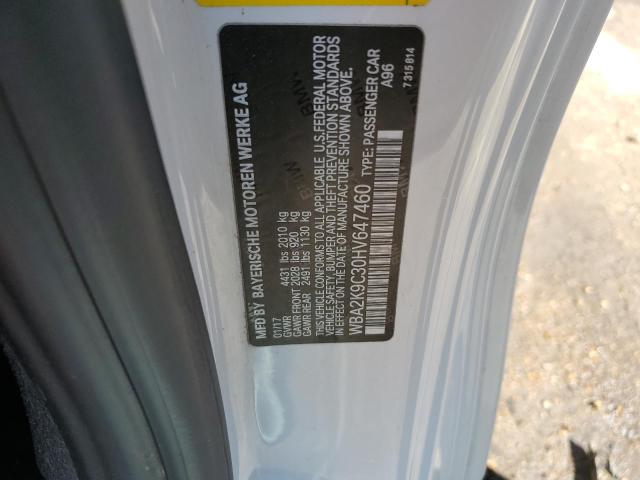 MFD BY BAYERISCHE MOTOREN WERKE AG
01/17
GVWR 4431 lbs 2010 kg
GAWR FRONT 2028 lbs 920 kg
GAWR REAR 2491 lbs 1130 kg
THIS VEHICLE CONFORMS TO ALL APPLICABLE U.S.FEDERAL MOTOR
VEHICLE SAFETY, BUMPER AND THEFT PREVENTION STANDARDS
IN EFFECT ON THE DATE OF MANUFACTURE SHOWN ABOVE.
WBA2K9C30HV647460 TYPE: PASSENGER CAR
A96
7315814